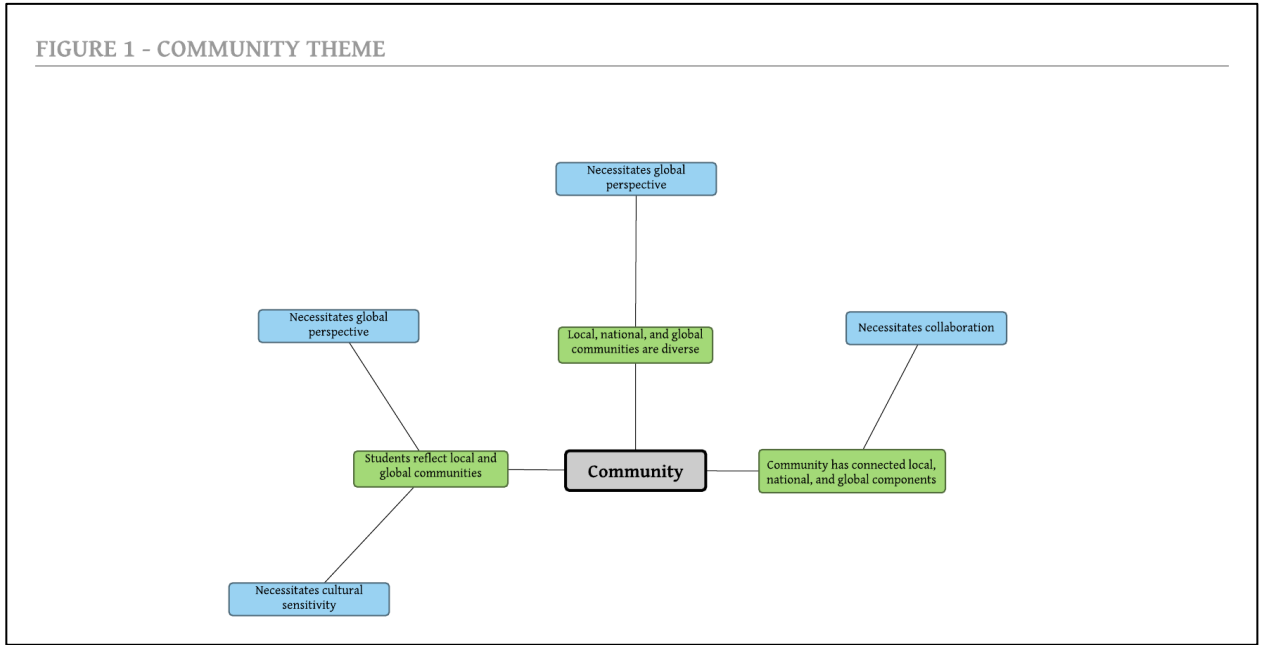 FIGURE 1 - COMMUNITY THEME
Necessitates global
perspective
Necessitates global
perspective
Local, national, and global
communities are diverse
Necessitates collaboration
Students reflect local and
global communities
Community
Community has connected local,
national, and global components
Necessitates cultural
sensitivity